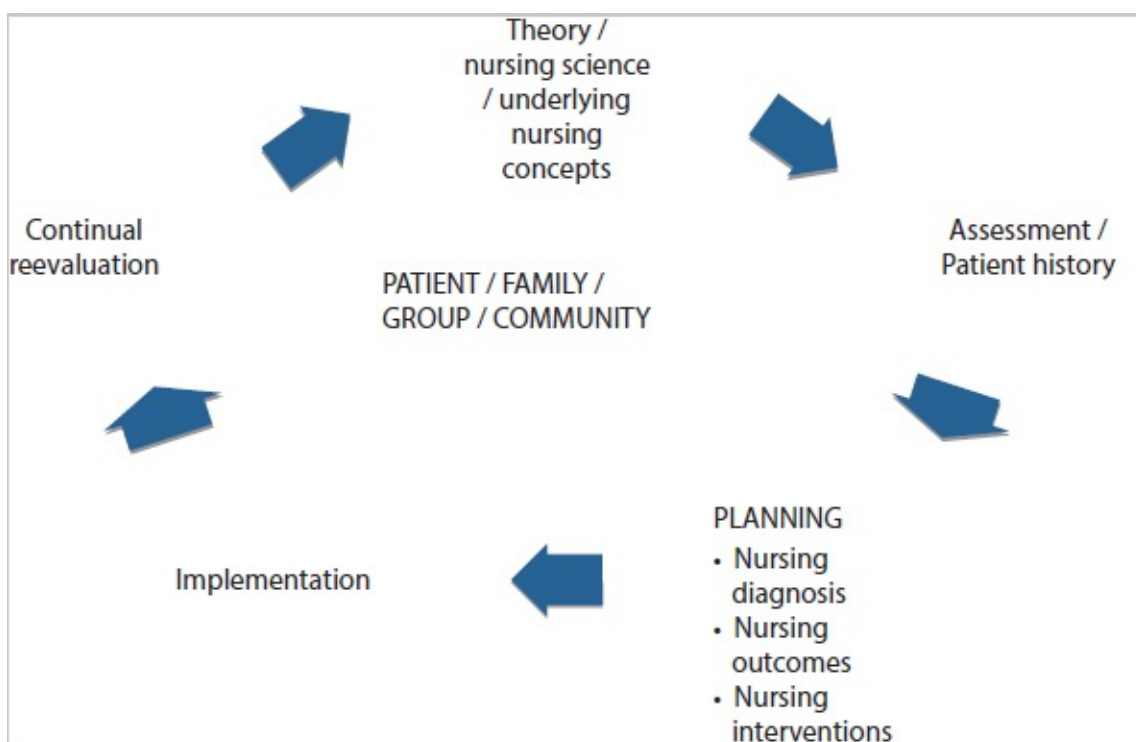 Theory /
nursing science
/ underlying
nursing
concepts
Continual
reevaluation
Assessment /
Patient history
PATIENT / FAMILY /
GROUP / COMMUNITY
Implementation
PLANNING
• Nursing
diagnosis
• Nursing
outcomes
• Nursing
interventions